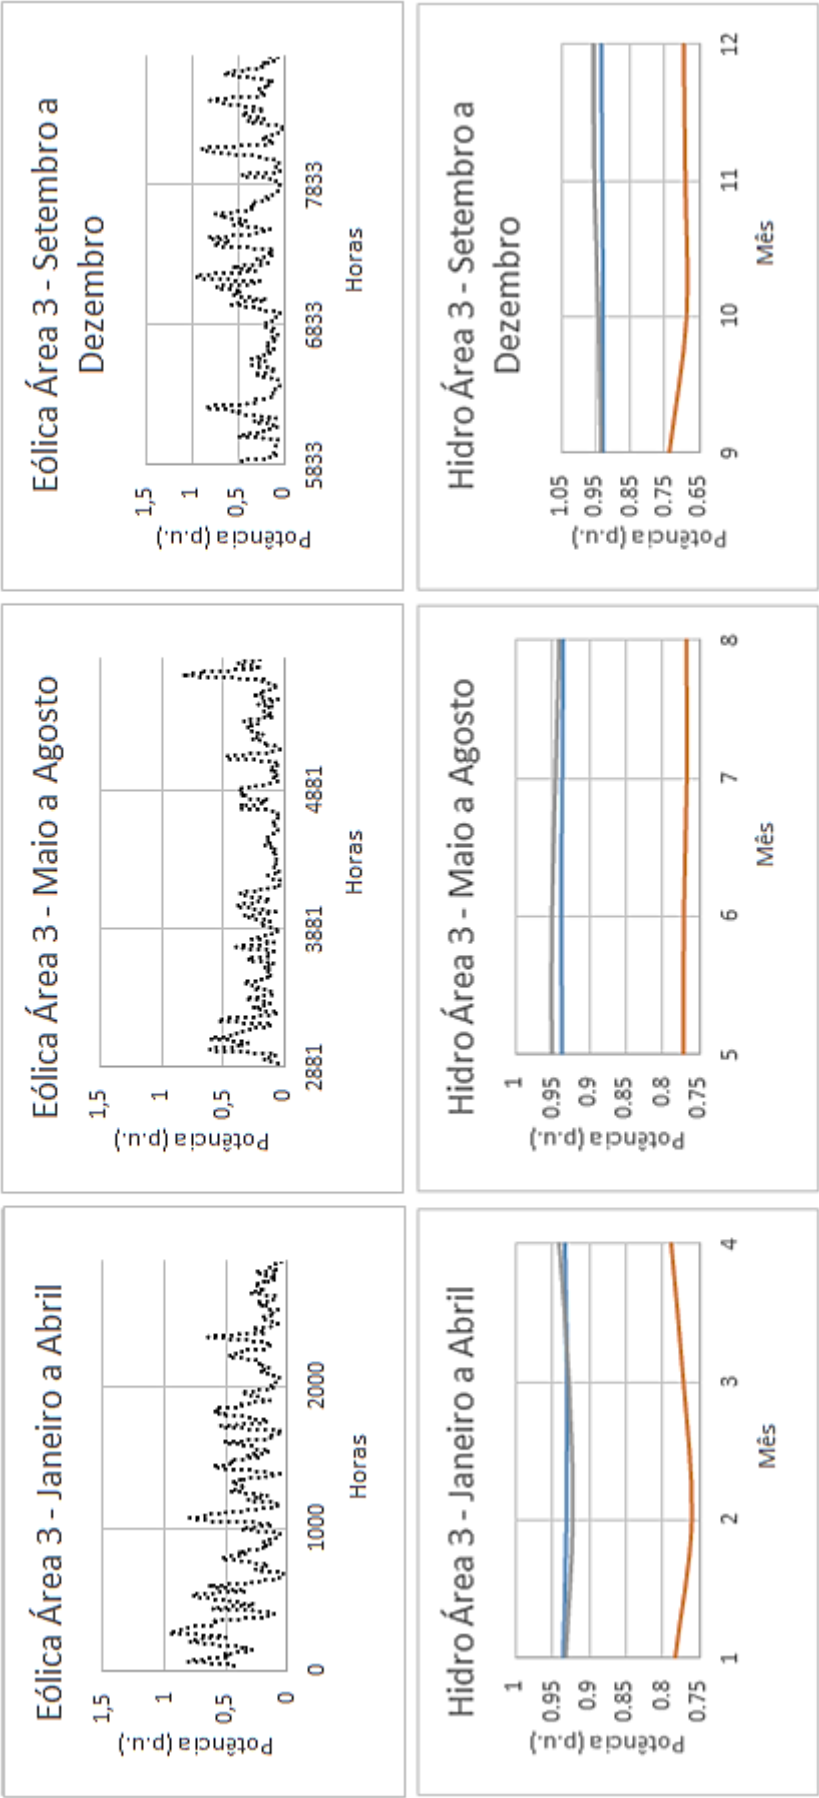 Eólica Área 3 - Janeiro a Abril
Potência (p.u.)
1,5
1
0,5
0
0 1000 2000
Horas
Eólica Área 3 - Maio a Agosto
Potência (p.u.)
1,5
1
0,5
0
2881 3881 4881
Horas
Eólica Área 3 - Setembro a
Dezembro
Potência (p.u.)
1,5
1
0,5
0
5833 6833 7833
Horas
Hidro Área 3 - Janeiro a Abril
Potência (p.u.)
1
0.95
0.9
0.85
0.8
0.75
1 2 3 4
Mês
Hidro Área 3 - Maio a Agosto
Potência (p.u.)
1
0.95
0.9
0.85
0.8
0.75
5 6 7 8
Mês
Hidro Área 3 - Setembro a
Dezembro
Potência (p.u.)
1.05
0.95
0.85
0.75
0.65
9 10 11 12
Mês